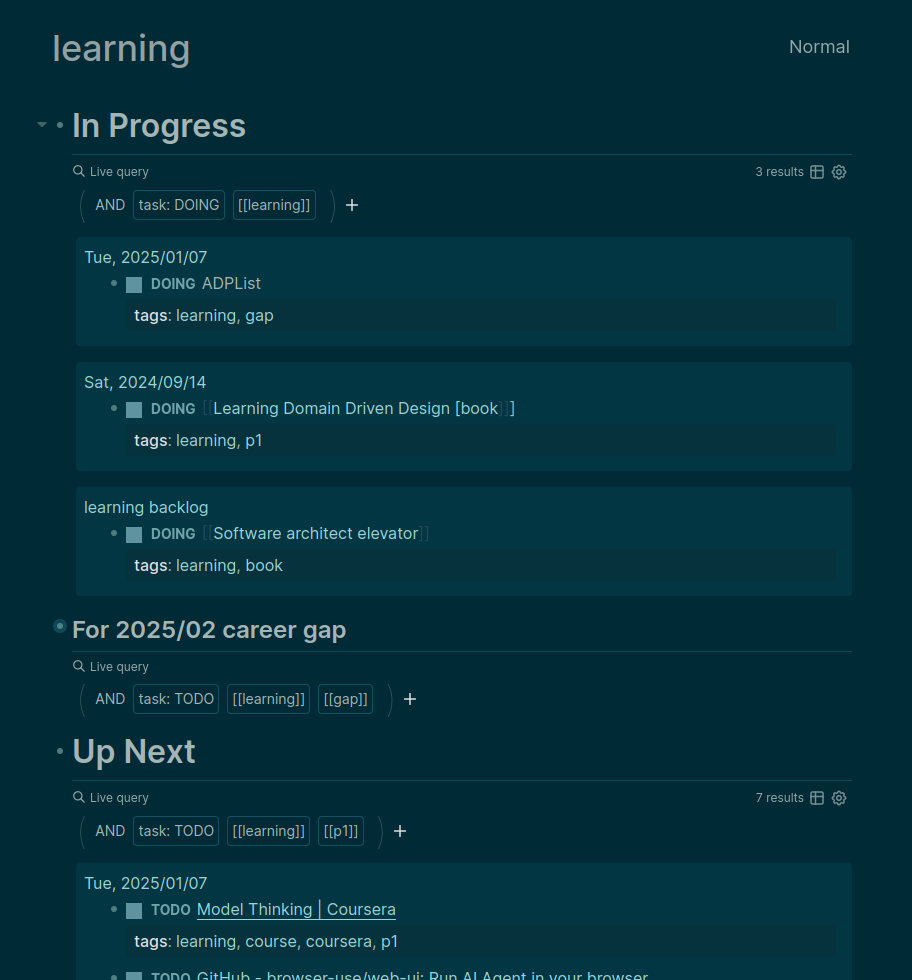 learning
Normal
In Progress
Live query
3 results
AND task: DOING [[learning]] +
Tue, 2025/01/07
DOING ADPList
tags: learning, gap
Sat, 2024/09/14
DOING [[Learning Domain Driven Design [book]]]
tags: learning, p1
learning backlog
DOING [[Software architect elevator]]
tags: learning, book
For 2025/02 career gap
Live query
AND task: TODO [[learning]] [[gap]] +
Up Next
Live query
7 results
AND task: TODO [[learning]] [[p1]] +
Tue, 2025/01/07
TODO Model Thinking | Coursera
tags: learning, course, coursera, p1
TODO GitHub - browser-use/web-ui: Run AI Agent in your browser